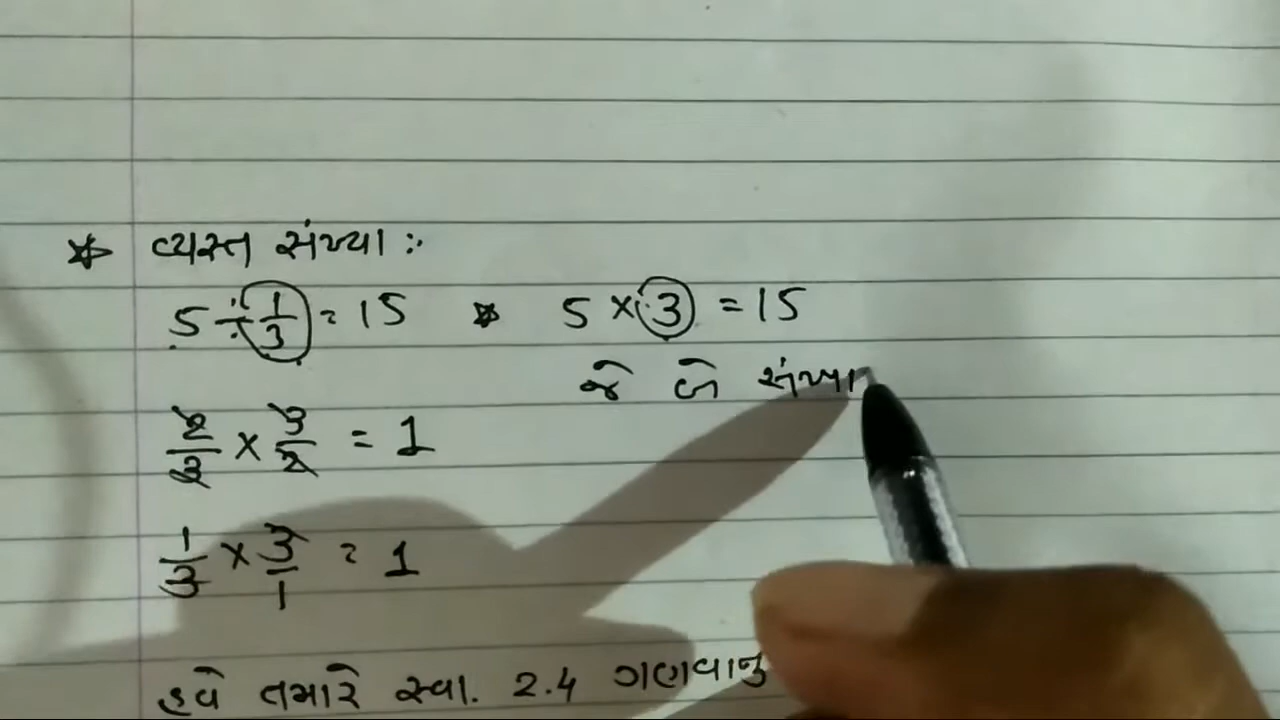 * વ્યસ્ત સંખ્યા :
5 ÷ 1/3 = 15 * 5 × 3 = 15
જે બે સંખ્યા
2/3 × 3/2 = 1
1/3 × 3/1 = 1
હવે તમારે સ્વા. 2.4 ગણવાનુ